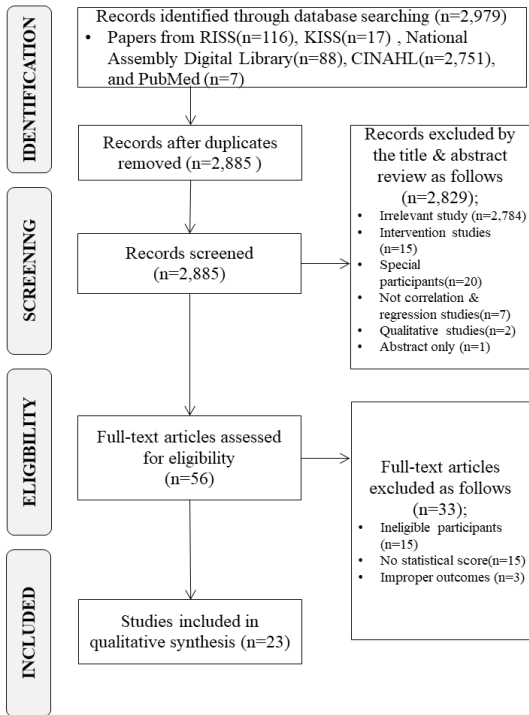 IDENTIFICATION
Records identified through database searching (n=2,979)
• Papers from RISS(n=116), KISS(n=17) , National
Assembly Digital Library(n=88), CINAHL(n=2,751),
and PubMed (n=7)
Records after duplicates
removed (n=2,885 )
SCREENING
Records screened
(n=2,885)
Records excluded by
the title & abstract
review as follows
(n=2,829);
• Irrelevant study (n=2,784)
• Intervention studies
(n=15)
• Special
participants(n=20)
• Not correlation &
regression studies(n=7)
• Qualitative studies(n=2)
• Abstract only (n=1)
ELIGIBILITY
Full-text articles assessed
for eligibility
(n=56)
Full-text articles
excluded as follows
(n=33);
• Ineligible participants
(n=15)
• No statistical score(n=15)
• Improper outcomes (n=3)
INCLUDED
Studies included in
qualitative synthesis (n=23)